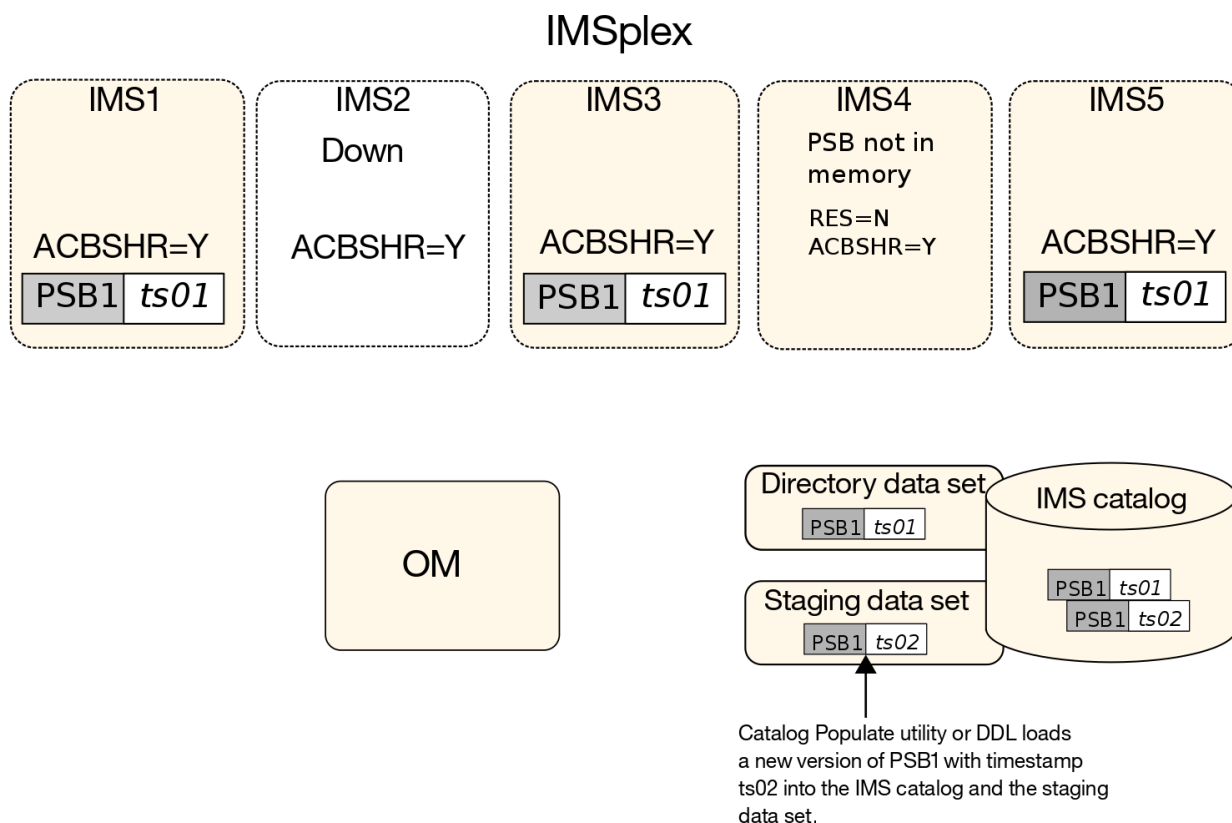 IMSplex
IMS1
ACBSHR=Y
PSB1 ts01
IMS2
Down
ACBSHR=Y
IMS3
ACBSHR=Y
PSB1 ts01
IMS4
PSB not in
memory
RES=N
ACBSHR=Y
IMS5
ACBSHR=Y
PSB1 ts01
OM
Directory data set
PSB1 ts01
Staging data set
PSB1 ts02
IMS catalog
PSB1 ts01
PSB1 ts02
Catalog Populate utility or DDL loads
a new version of PSB1 with timestamp
ts02 into the IMS catalog and the staging
data set.